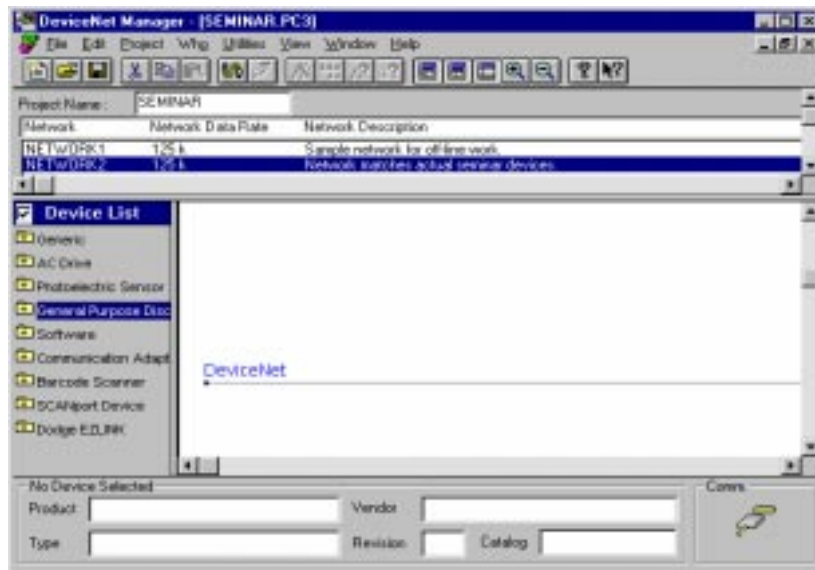 DeviceNet Manager - [SEMINAR.PC3]
File Edit Project Who Utilities View Window Help
Project Name : SEMINAR
Network Network Data Rate Network Description
NETWORK1 125 k Sample network for off-line work.
NETWORK2 125 k Network matches actual seminar devices
Device List
Generic
AC Drive
Photoelectric Sensor
General Purpose Disc
Software
Communication Adapt
Barcode Scanner
SCANport Device
Dodge EZLINK
DeviceNet
No Device Selected
Product
Vendor
Comms
Type
Revision
Catalog